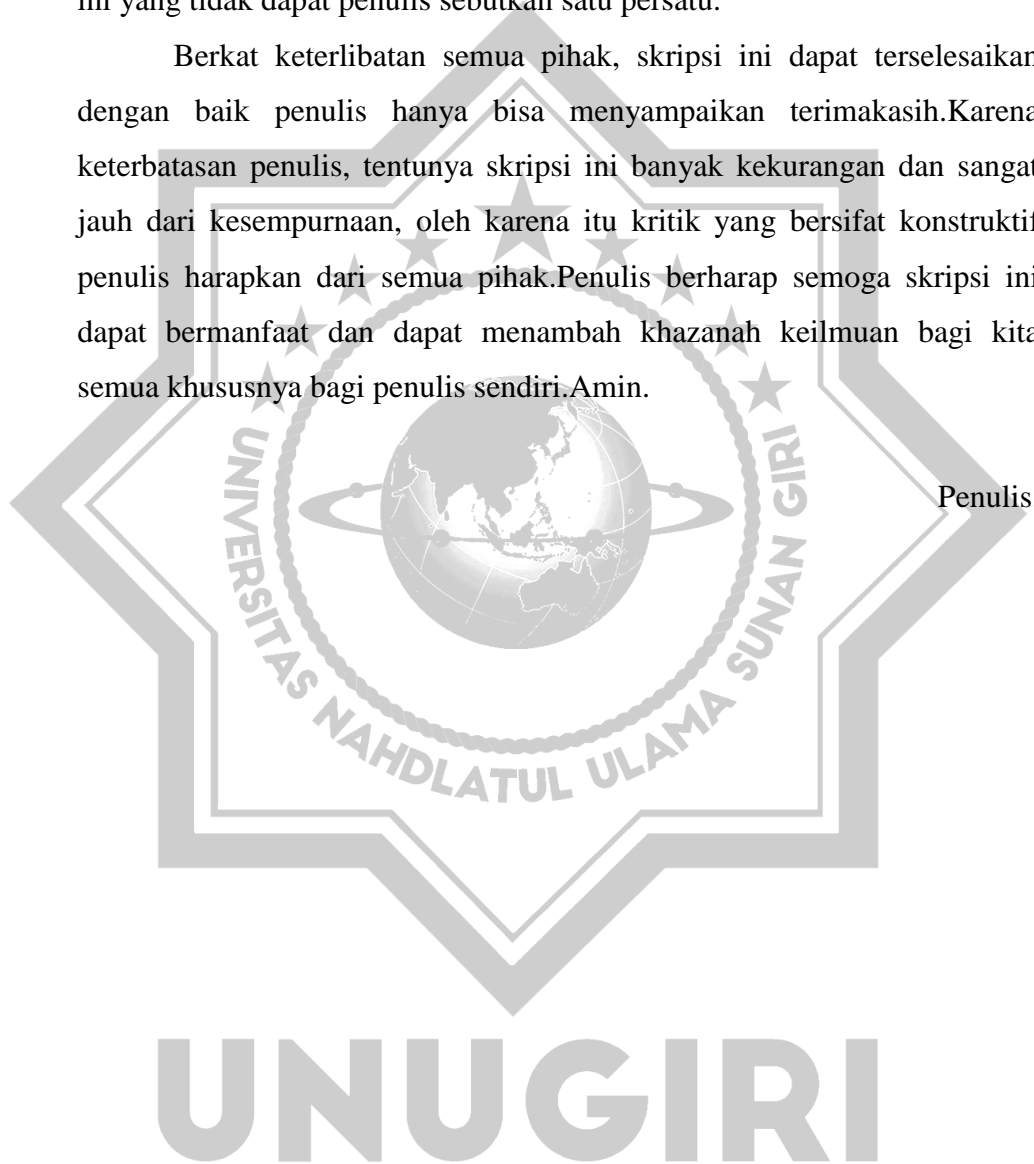 ini yang tidak dapat penulis sebutkan satu persatu.
Berkat keterlibatan semua pihak, skripsi ini dapat terselesaikan
dengan baik penulis hanya bisa menyampaikan terimakasih.Karena
keterbatasan penulis, tentunya skripsi ini banyak kekurangan dan sangat
jauh dari kesempurnaan, oleh karena itu kritik yang bersifat konstruktif
penulis harapkan dari semua pihak.Penulis berharap semoga skripsi ini
dapat bermanfaat dan dapat menambah khazanah keilmuan bagi kita
semua khususnya bagi penulis sendiri.Amin.
Penulis
UNIVERSITAS NAHDLATUL ULAMA SUNAN GIRI
UNUGIRI